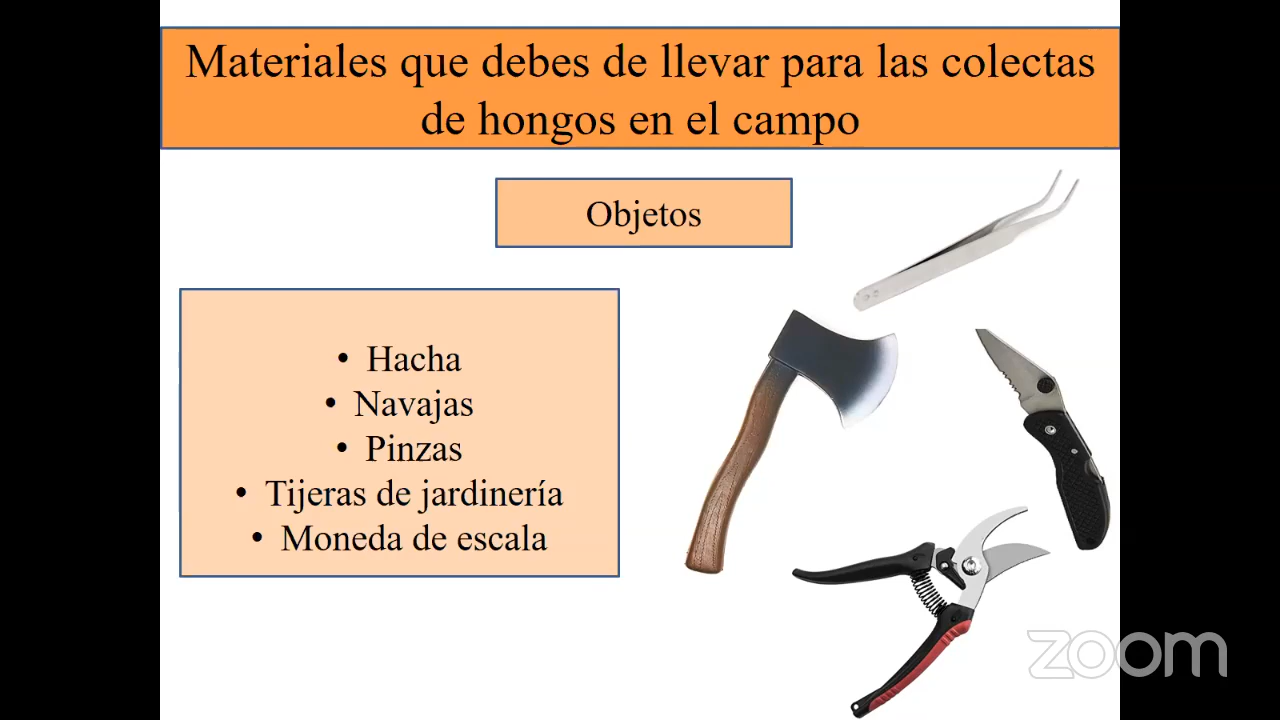 Materiales que debes de llevar para las colectas
de hongos en el campo
Objetos
• Hacha
• Navajas
• Pinzas
• Tijeras de jardinería
• Moneda de escala
zoom